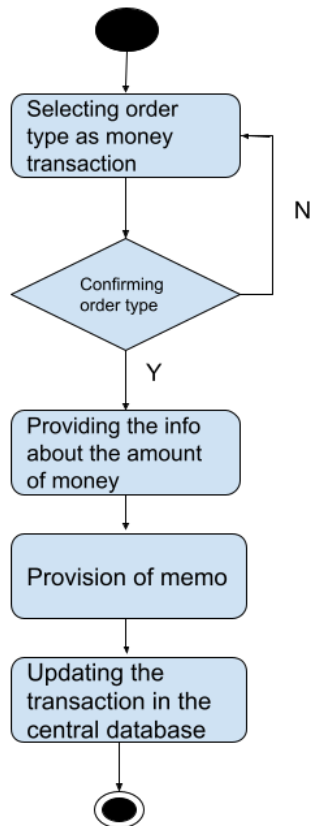 Selecting order
type as money
transaction
N
Confirming
order type
Y
Providing the info
about the amount
of money
Provision of memo
Updating the
transaction in the
central database